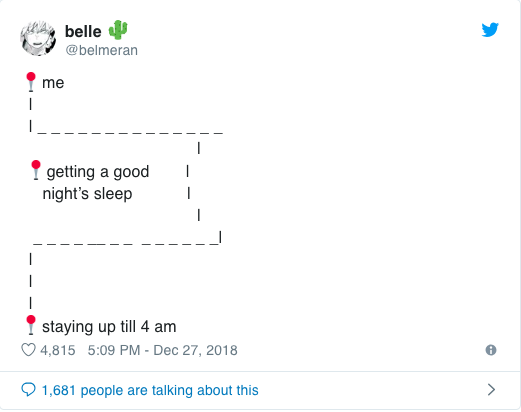 belle 🌵
@belmeran
📍 me
|
|_ _ _ _ _ _ _ _ _ _ _ _ _ _
|
📍 getting a good |
night's sleep |
|
_ _ _ _ __ _ _ _ _ _ _ _ _|
|
|
|
📍 staying up till 4 am
4,815 5:09 PM - Dec 27, 2018
1,681 people are talking about this